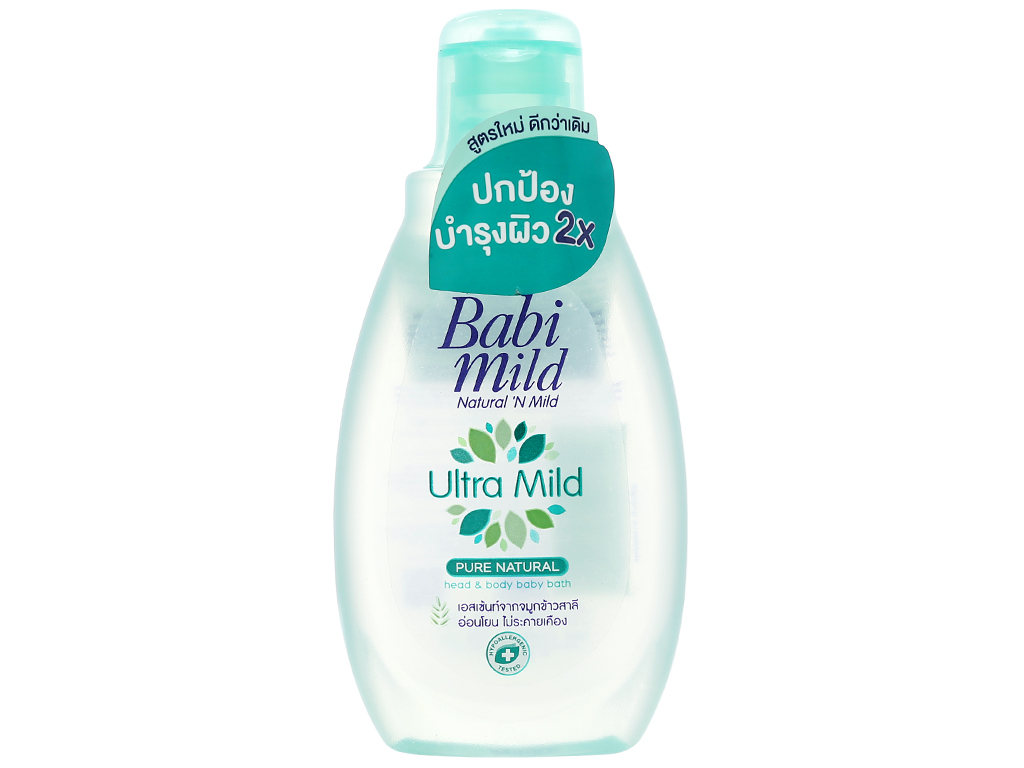 สูตรใหม่ ดีกว่าเดิม
ปกป้อง
บำรุงผิว 2x
Babi
mild
Natural 'N Mild
Ultra Mild
PURE NATURAL
head & body baby bath
เอสเซ้นท์จากจมูกข้าวสาลี
อ่อนโยน ไม่ระคายเคือง
HYPOALLERGENIC
TESTED